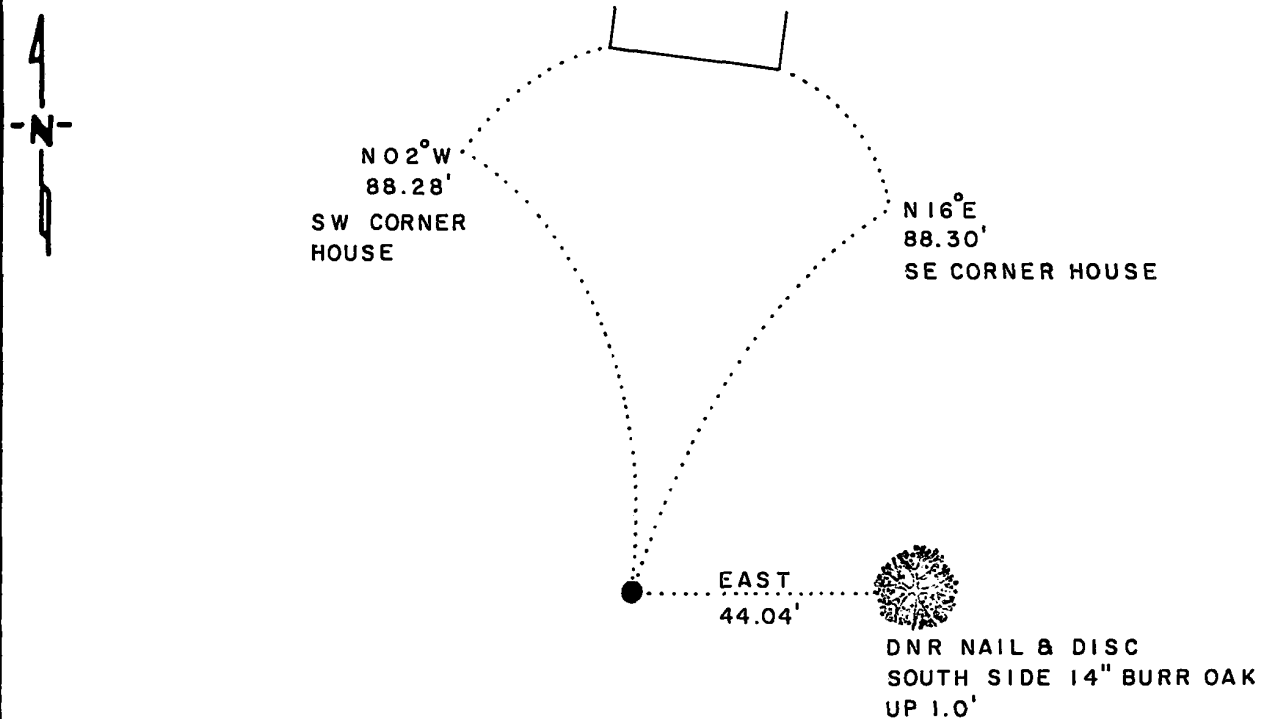 -N-
N 02°W
88.28'
SW CORNER
HOUSE
N 16°E
88.30'
SE CORNER HOUSE
EAST
44.04'
DNR NAIL & DISC
SOUTH SIDE 14" BURR OAK
UP 1.0'